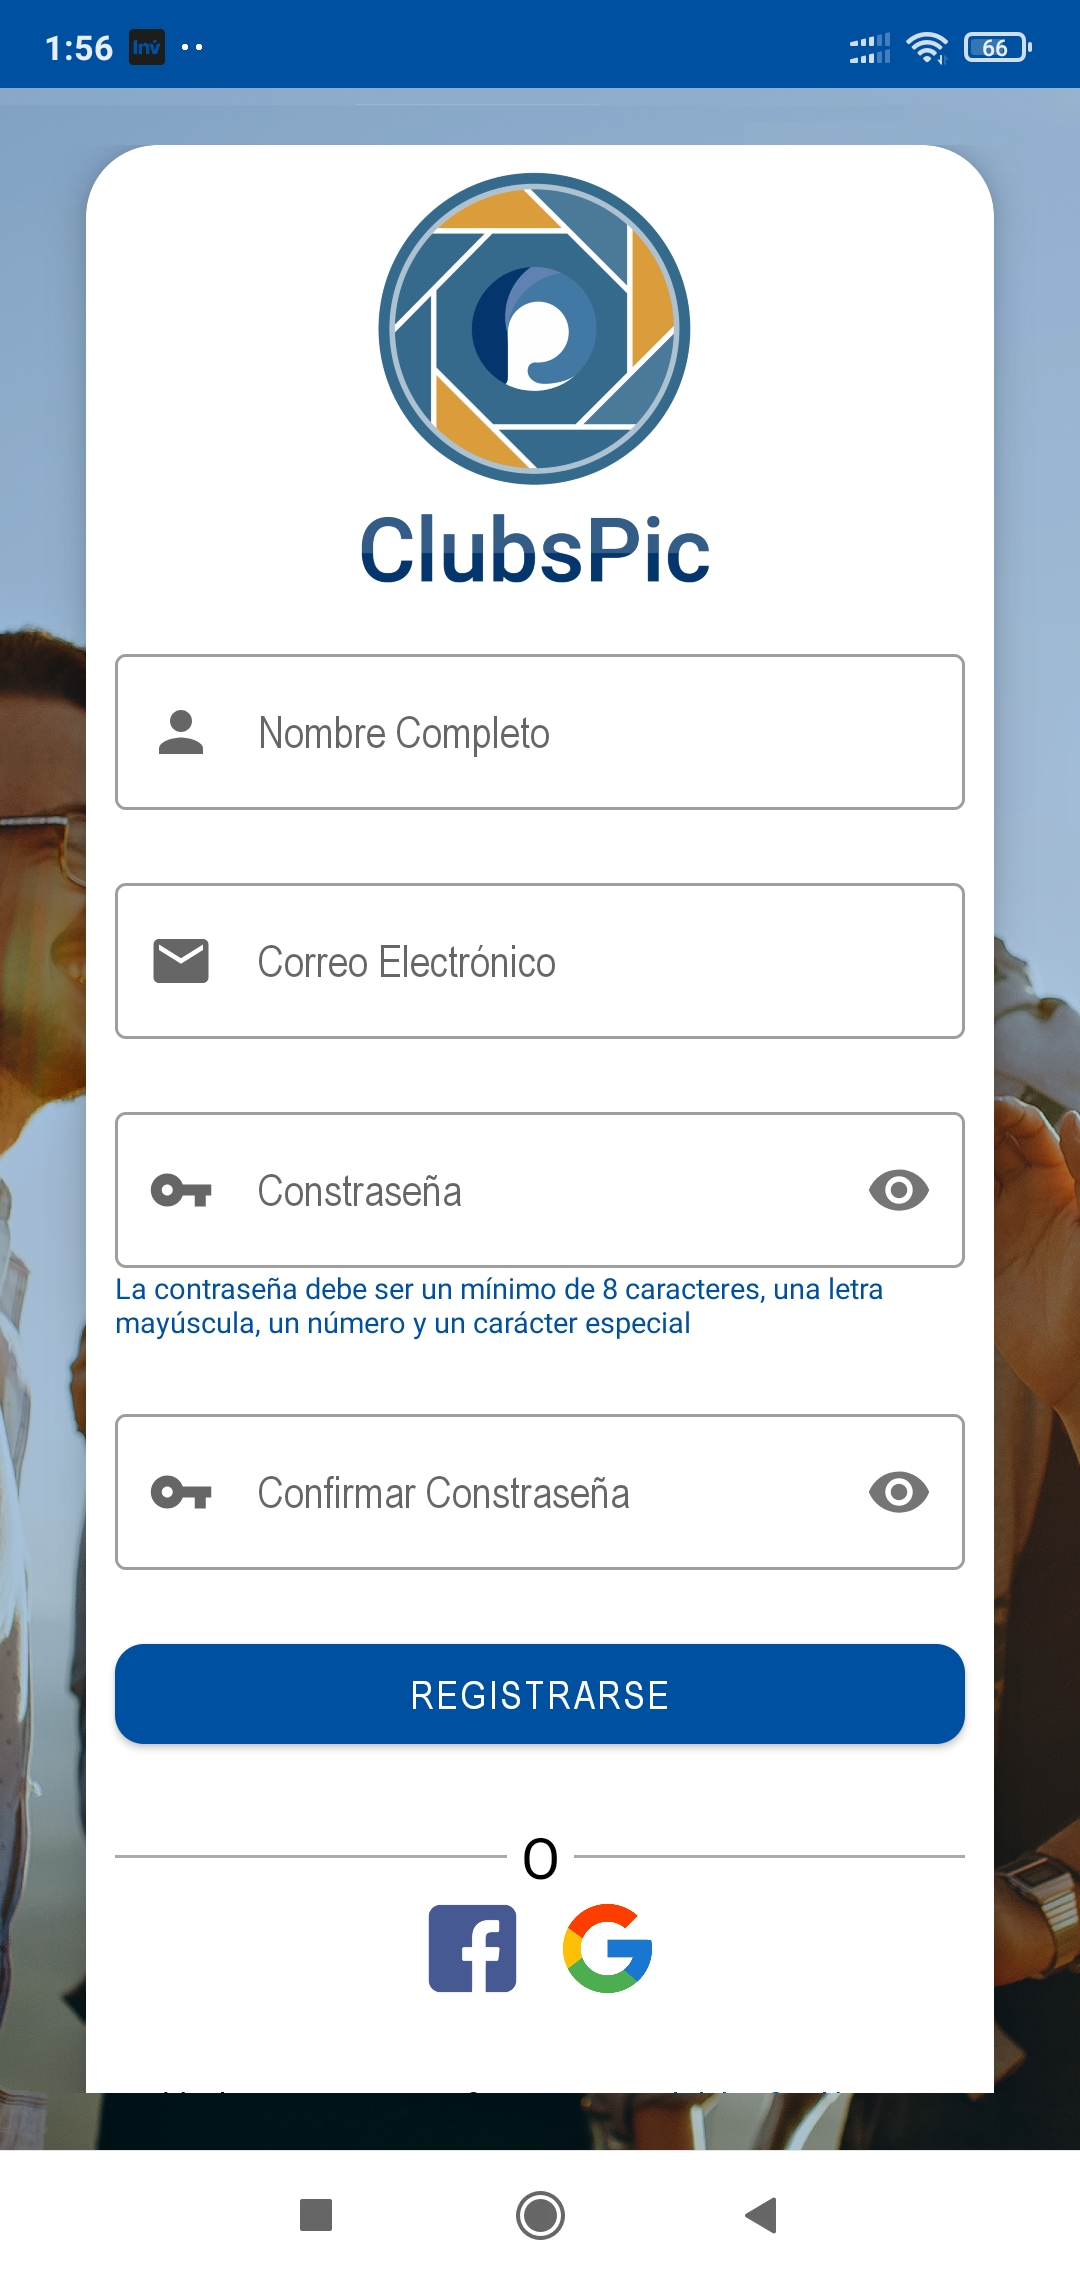 1:56 Inv 66
ClubsPic
Nombre Completo
Correo Electrónico
Constraseña
La contraseña debe ser un mínimo de 8 caracteres, una letra
mayúscula, un número y un carácter especial
Confirmar Constraseña
REGISTRARSE
O